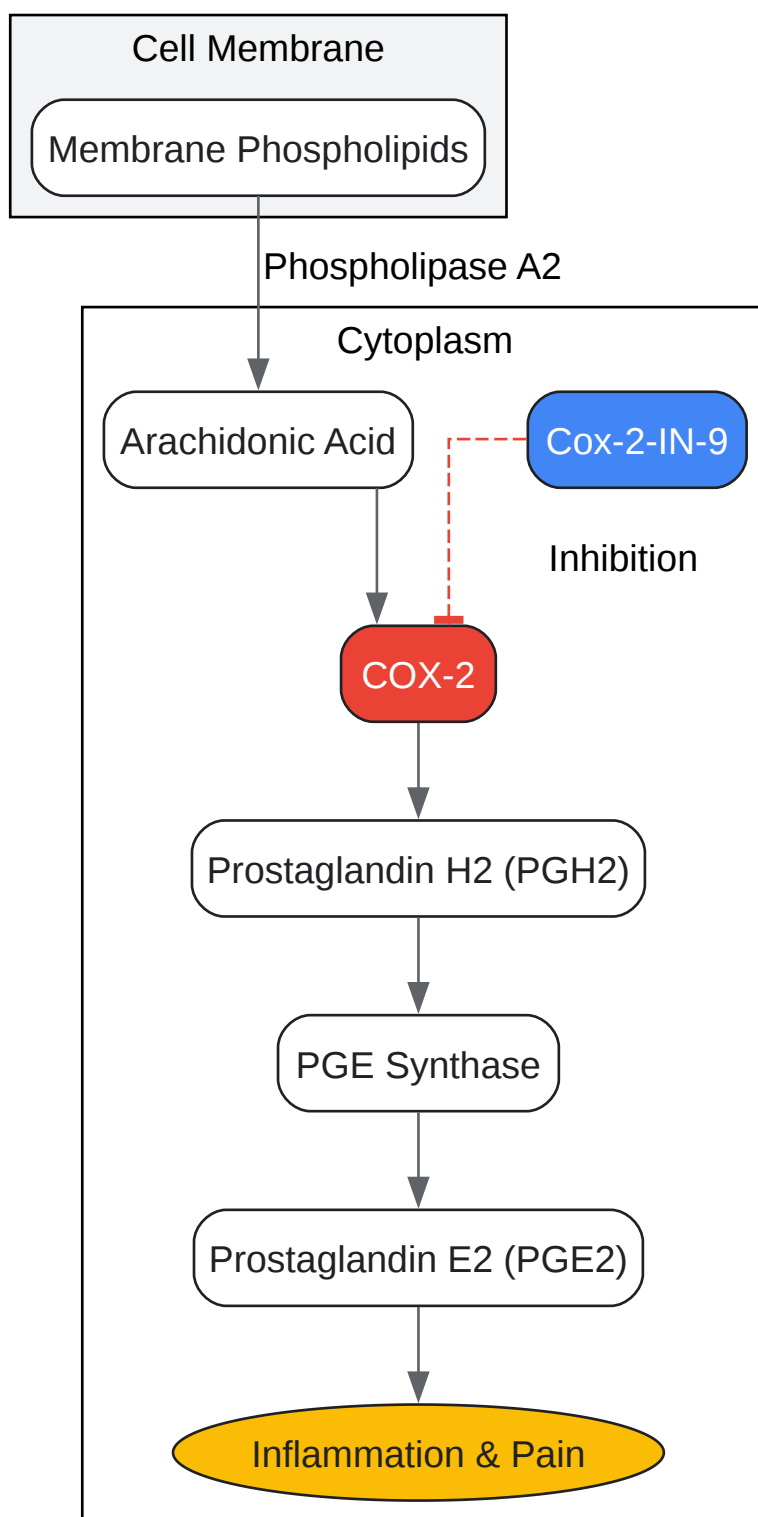 Cell Membrane
Membrane Phospholipids
Phospholipase A2
Cytoplasm
Arachidonic Acid
Cox-2-IN-9
Inhibition
COX-2
Prostaglandin H2 (PGH2)
PGE Synthase
Prostaglandin E2 (PGE2)
Inflammation & Pain